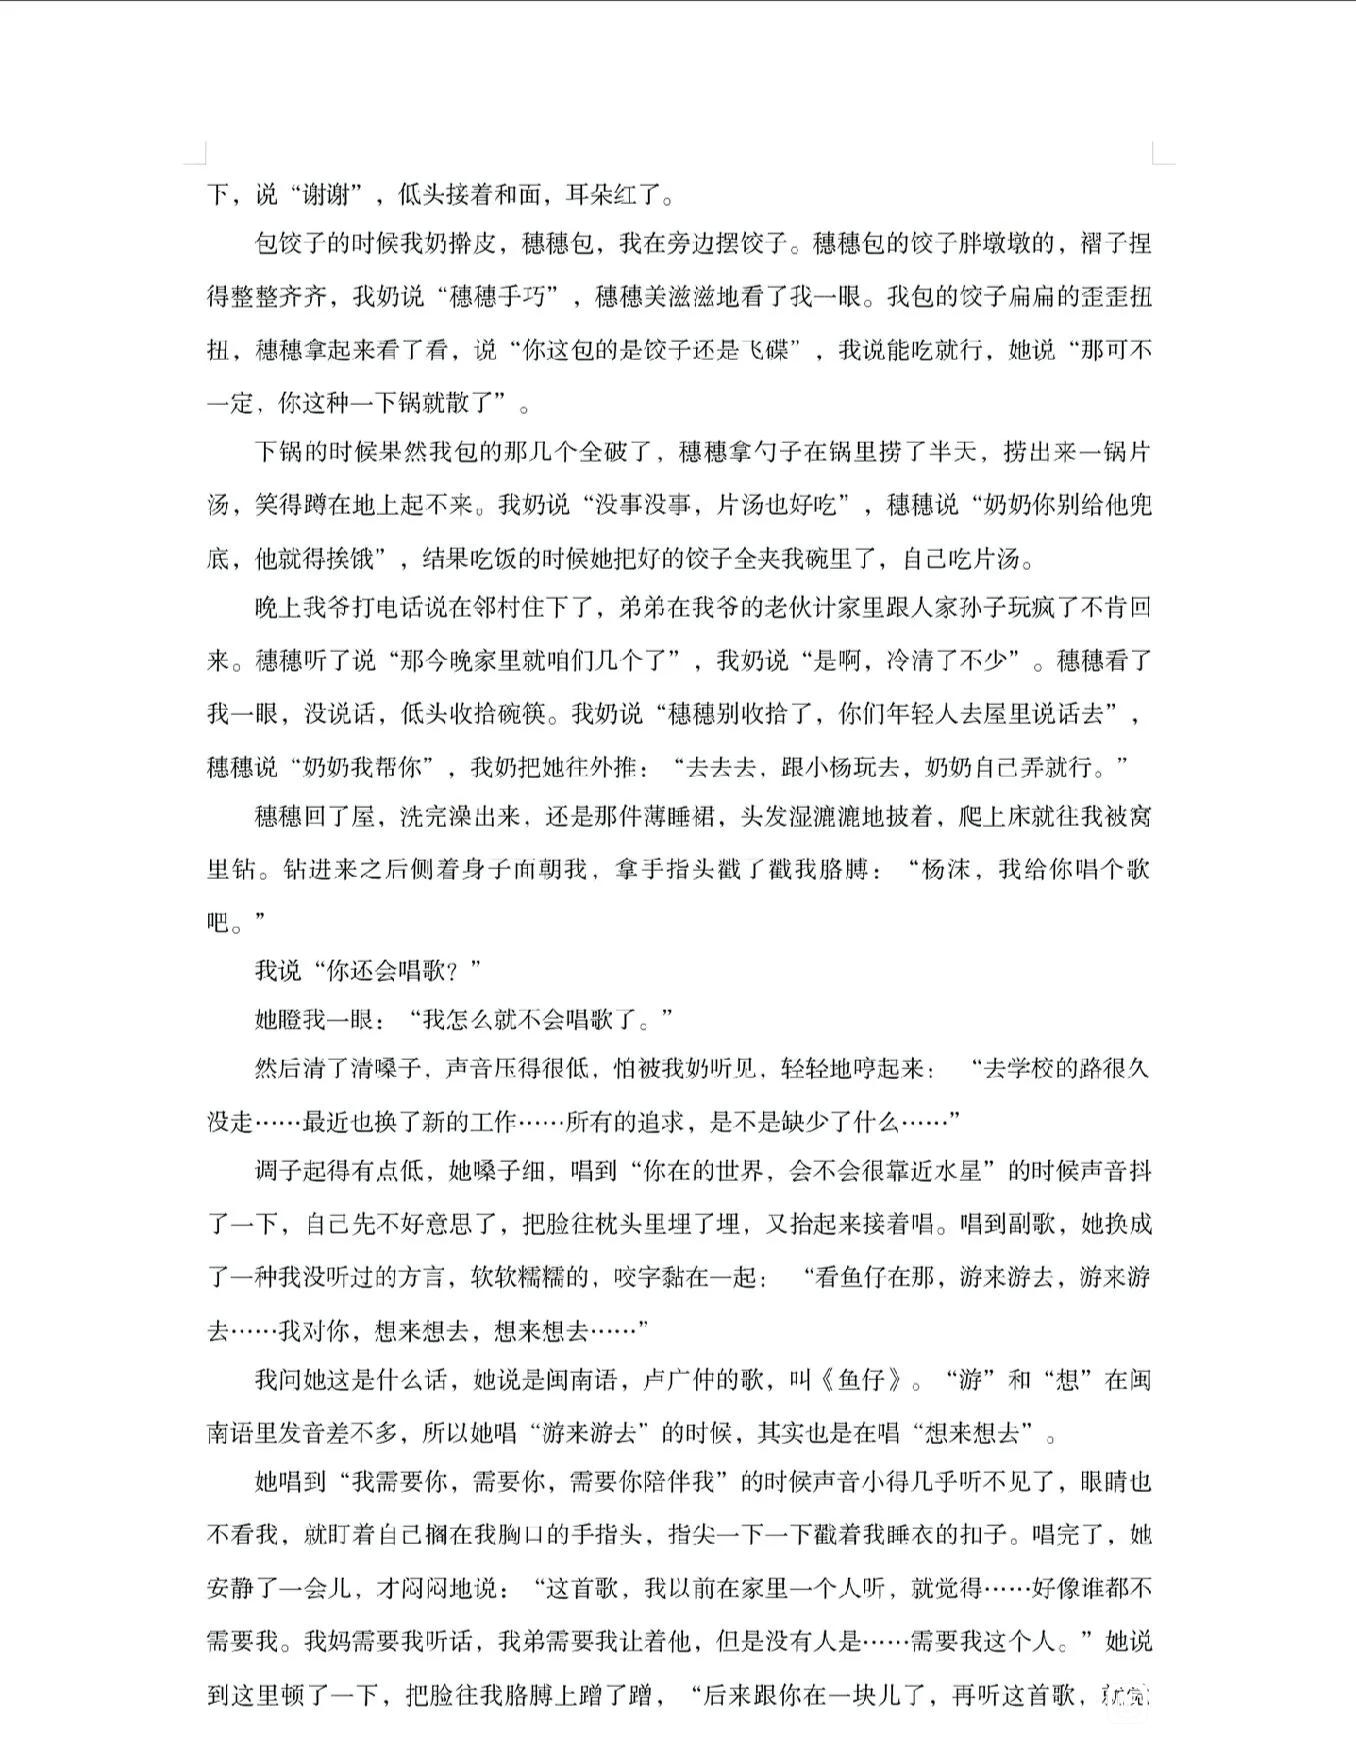 下，说“谢谢”，低头接着和面，耳朵红了。
包饺子的时候我奶擀皮，穗穗包，我在旁边摆饺子。穗穗包的饺子胖墩墩的，褶子捏
得整整齐齐，我奶说“穗穗手巧”，穗穗美滋滋地看了我一眼。我包的饺子扁扁的歪歪扭
扭，穗穗拿起来看了看，说“你这包的是饺子还是飞碟”，我说能吃就行，她说“那可不
一定，你这种一下锅就散了”。
下锅的时候果然我包的那几个全破了，穗穗拿勺子在锅里捞了半天，捞出来一锅片
汤，笑得蹲在地上起不来。我奶说“没事没事，片汤也好吃”，穗穗说“奶奶你别给他兜
底，他就得挨饿”，结果吃饭的时候她把好的饺子全夹我碗里了，自己吃片汤。
晚上我爷打电话说在邻村住下了，弟弟在我爷的老伙计家里跟人家孙子玩疯了不肯回
来。穗穗听了说“那今晚家里就咱们几个了”，我奶说“是啊，冷清了不少”。穗穗看了
我一眼，没说话，低头收拾碗筷。我奶说“穗穗别收拾了，你们年轻人去屋里说话去”，
穗穗说“奶奶我帮你”，我奶把她往外推：“去去去，跟小杨玩去，奶奶自己弄就行。”
穗穗回了屋，洗完澡出来，还是那件薄睡裙，头发湿漉漉地披着，爬上床就往我被窝
里钻。钻进来之后侧着身子面朝我，拿手指头戳了戳我胳膊：“杨沫，我给你唱个歌
吧。”
我说“你还会唱歌？”
她瞪我一眼：“我怎么就不会唱歌了。”
然后清了清嗓子，声音压得很低，怕被我奶听见，轻轻地哼起来：“去学校的路很久
没走……最近也换了新的工作……所有的追求，是不是缺少了什么……”
调子起得有点低，她嗓子细，唱到“你在的世界，会不会很靠近水星”的时候声音抖
了一下，自己先不好意思了，把脸往枕头里埋了埋，又抬起来接着唱。唱到副歌，她换成
了一种我没听过的方言，软软糯糯的，咬字黏在一起：“看鱼仔在那，游来游去，游来游
去……我对你，想来想去，想来想去……”
我问她这是什么话，她说是闽南语，卢广仲的歌，叫《鱼仔》。“游”和“想”在闽
南语里发音差不多，所以她唱“游来游去”的时候，其实也是在唱“想来想去”。
她唱到“我需要你，需要你，需要你陪伴我”的时候声音小得几乎听不见了，眼睛也
不看我，就盯着自己搁在我胸口的手指头，指尖一下一下戳着我睡衣的扣子。唱完了，她
安静了一会儿，才闷闷地说：“这首歌，我以前在家里一个人听，就觉得……好像谁都不
需要我。我妈需要我听话，我弟需要我让着他，但是没有人是……需要我这个人。”她说
到这里顿了一下，把脸往我胳膊上蹭了蹭，“后来跟你在一块儿了，再听这首歌，